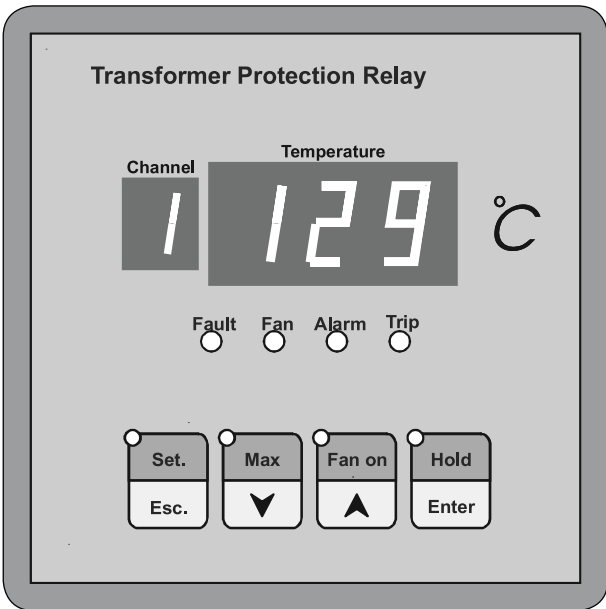 Transformer Protection Relay
Channel Temperature
1 129 °C
Fault Fan Alarm Trip
Set. Max Fan on Hold
Esc. Enter